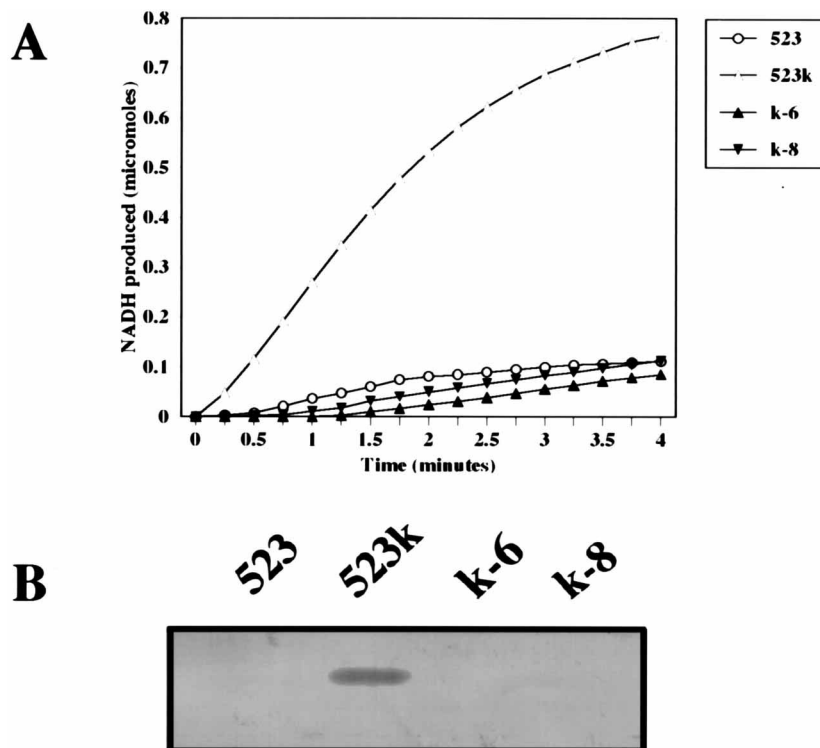 A
0.8
0.7
0.6
0.5
0.4
0.3
0.2
0.1
0
NADH produced (micromoles)
0 0.5 1 1.5 2 2.5 3 3.5 4
Time (minutes)
523
523k
k-6
k-8
B
523 523k k-6 k-8